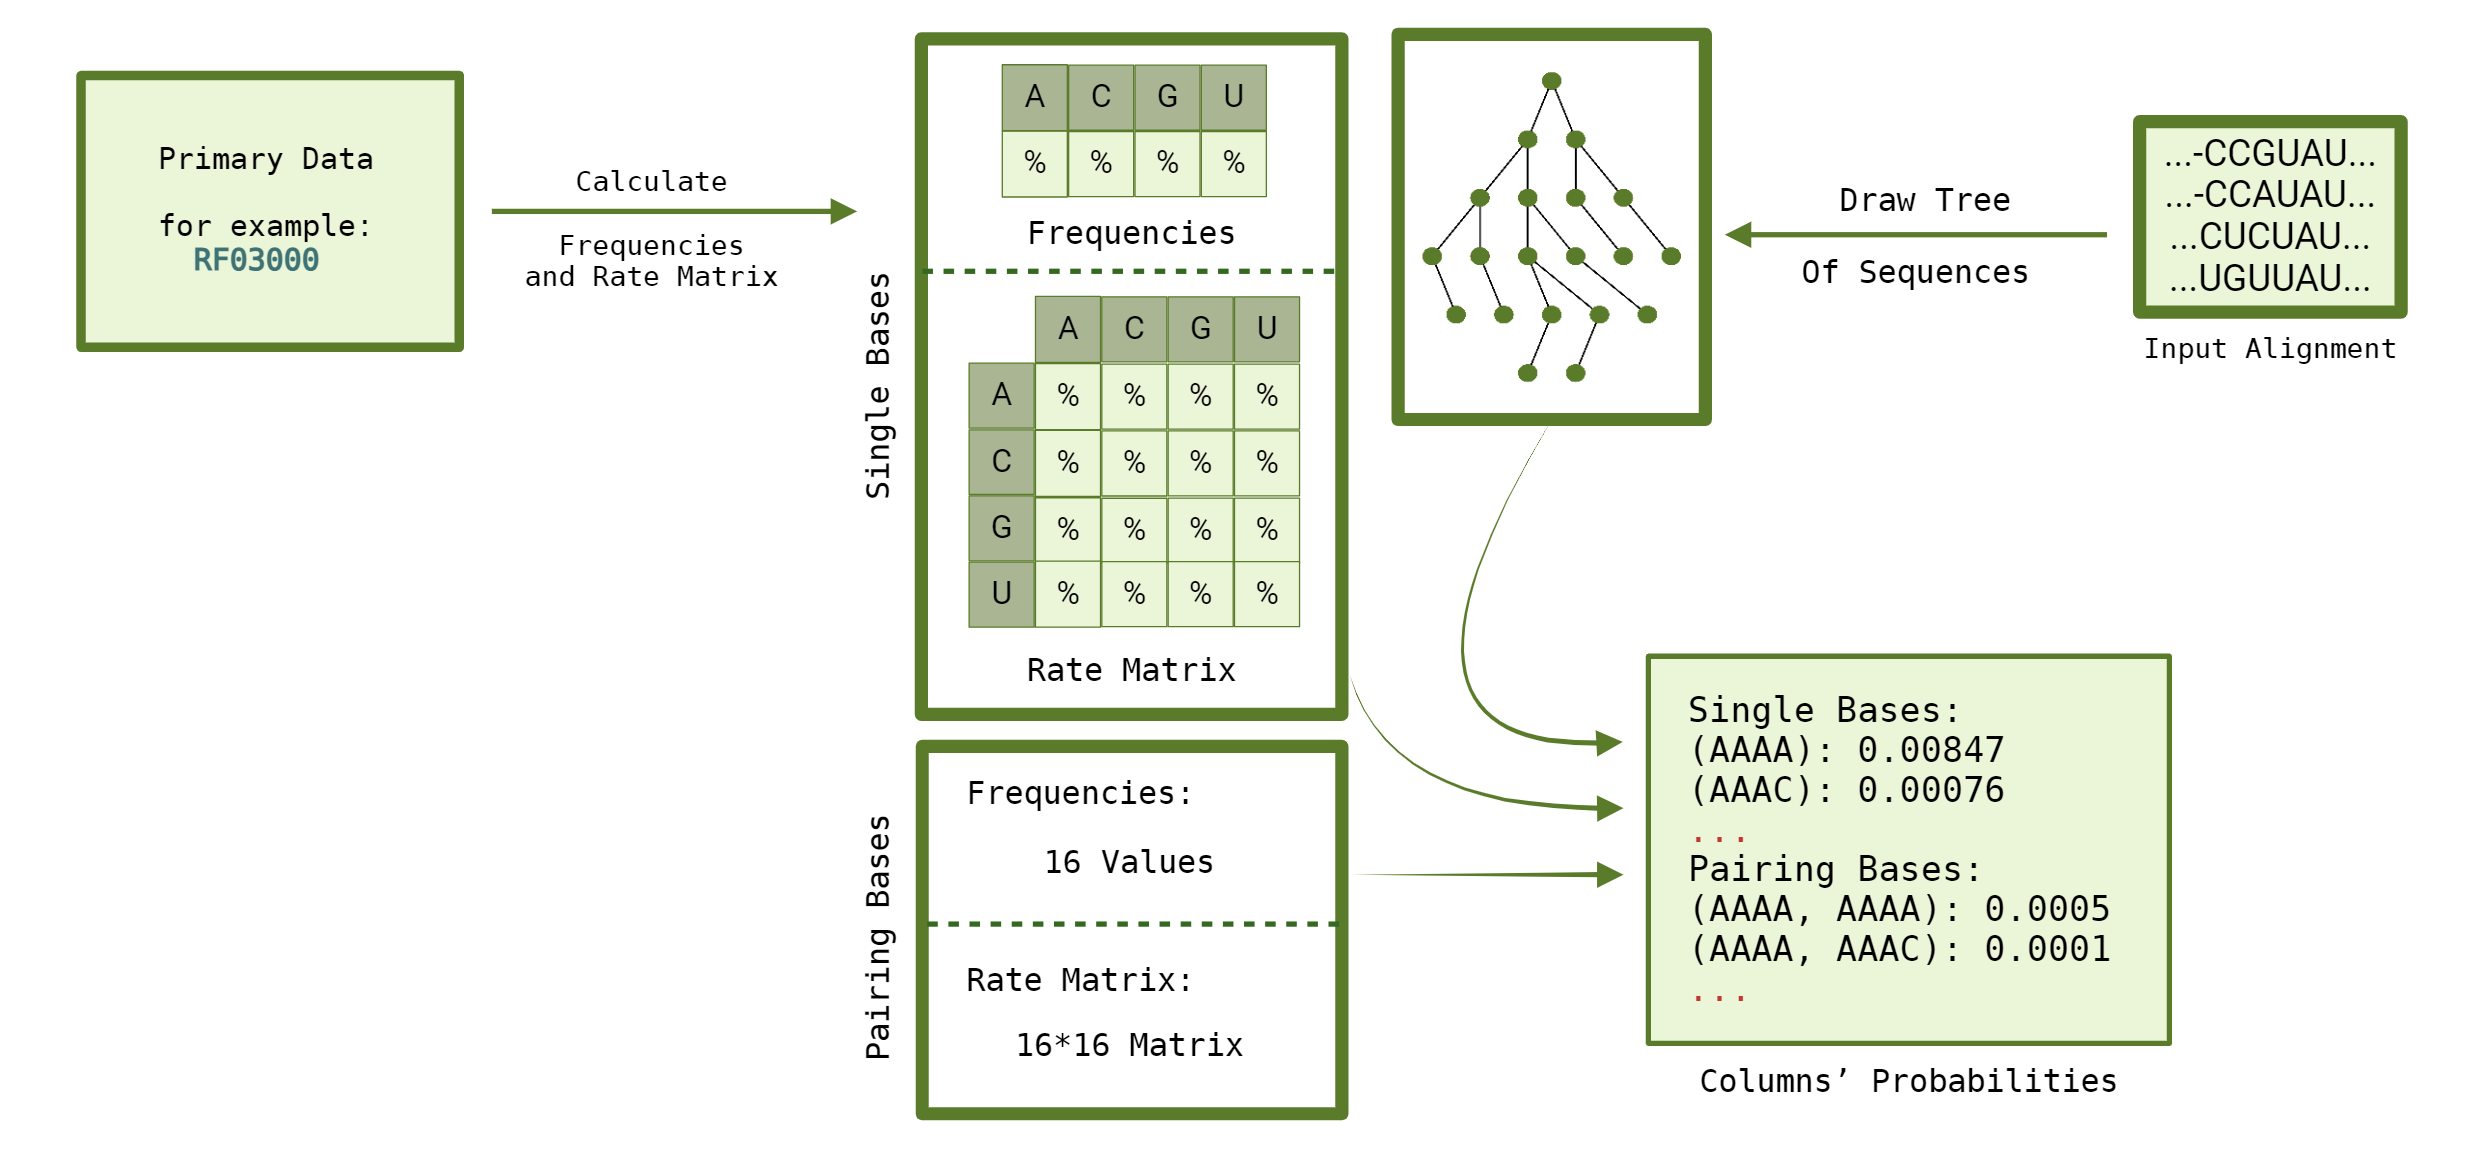 Primary Data
for example:
RF03000
Calculate
Frequencies
and Rate Matrix
Single Bases
A C G U
% % % %
Frequencies
A C G U
A % % % %
C % % % %
G % % % %
U % % % %
Rate Matrix
Pairing Bases
Frequencies:
16 Values
Rate Matrix:
16*16 Matrix
Draw Tree
Of Sequences
...-CCGUAU...
...-CCAUAU...
...CUCUAU...
...UGUUAU...
Input Alignment
Single Bases:
(AAAA): 0.00847
(AAAC): 0.00076
...
Pairing Bases:
(AAAA, AAAA): 0.0005
(AAAA, AAAC): 0.0001
...
Columns’ Probabilities